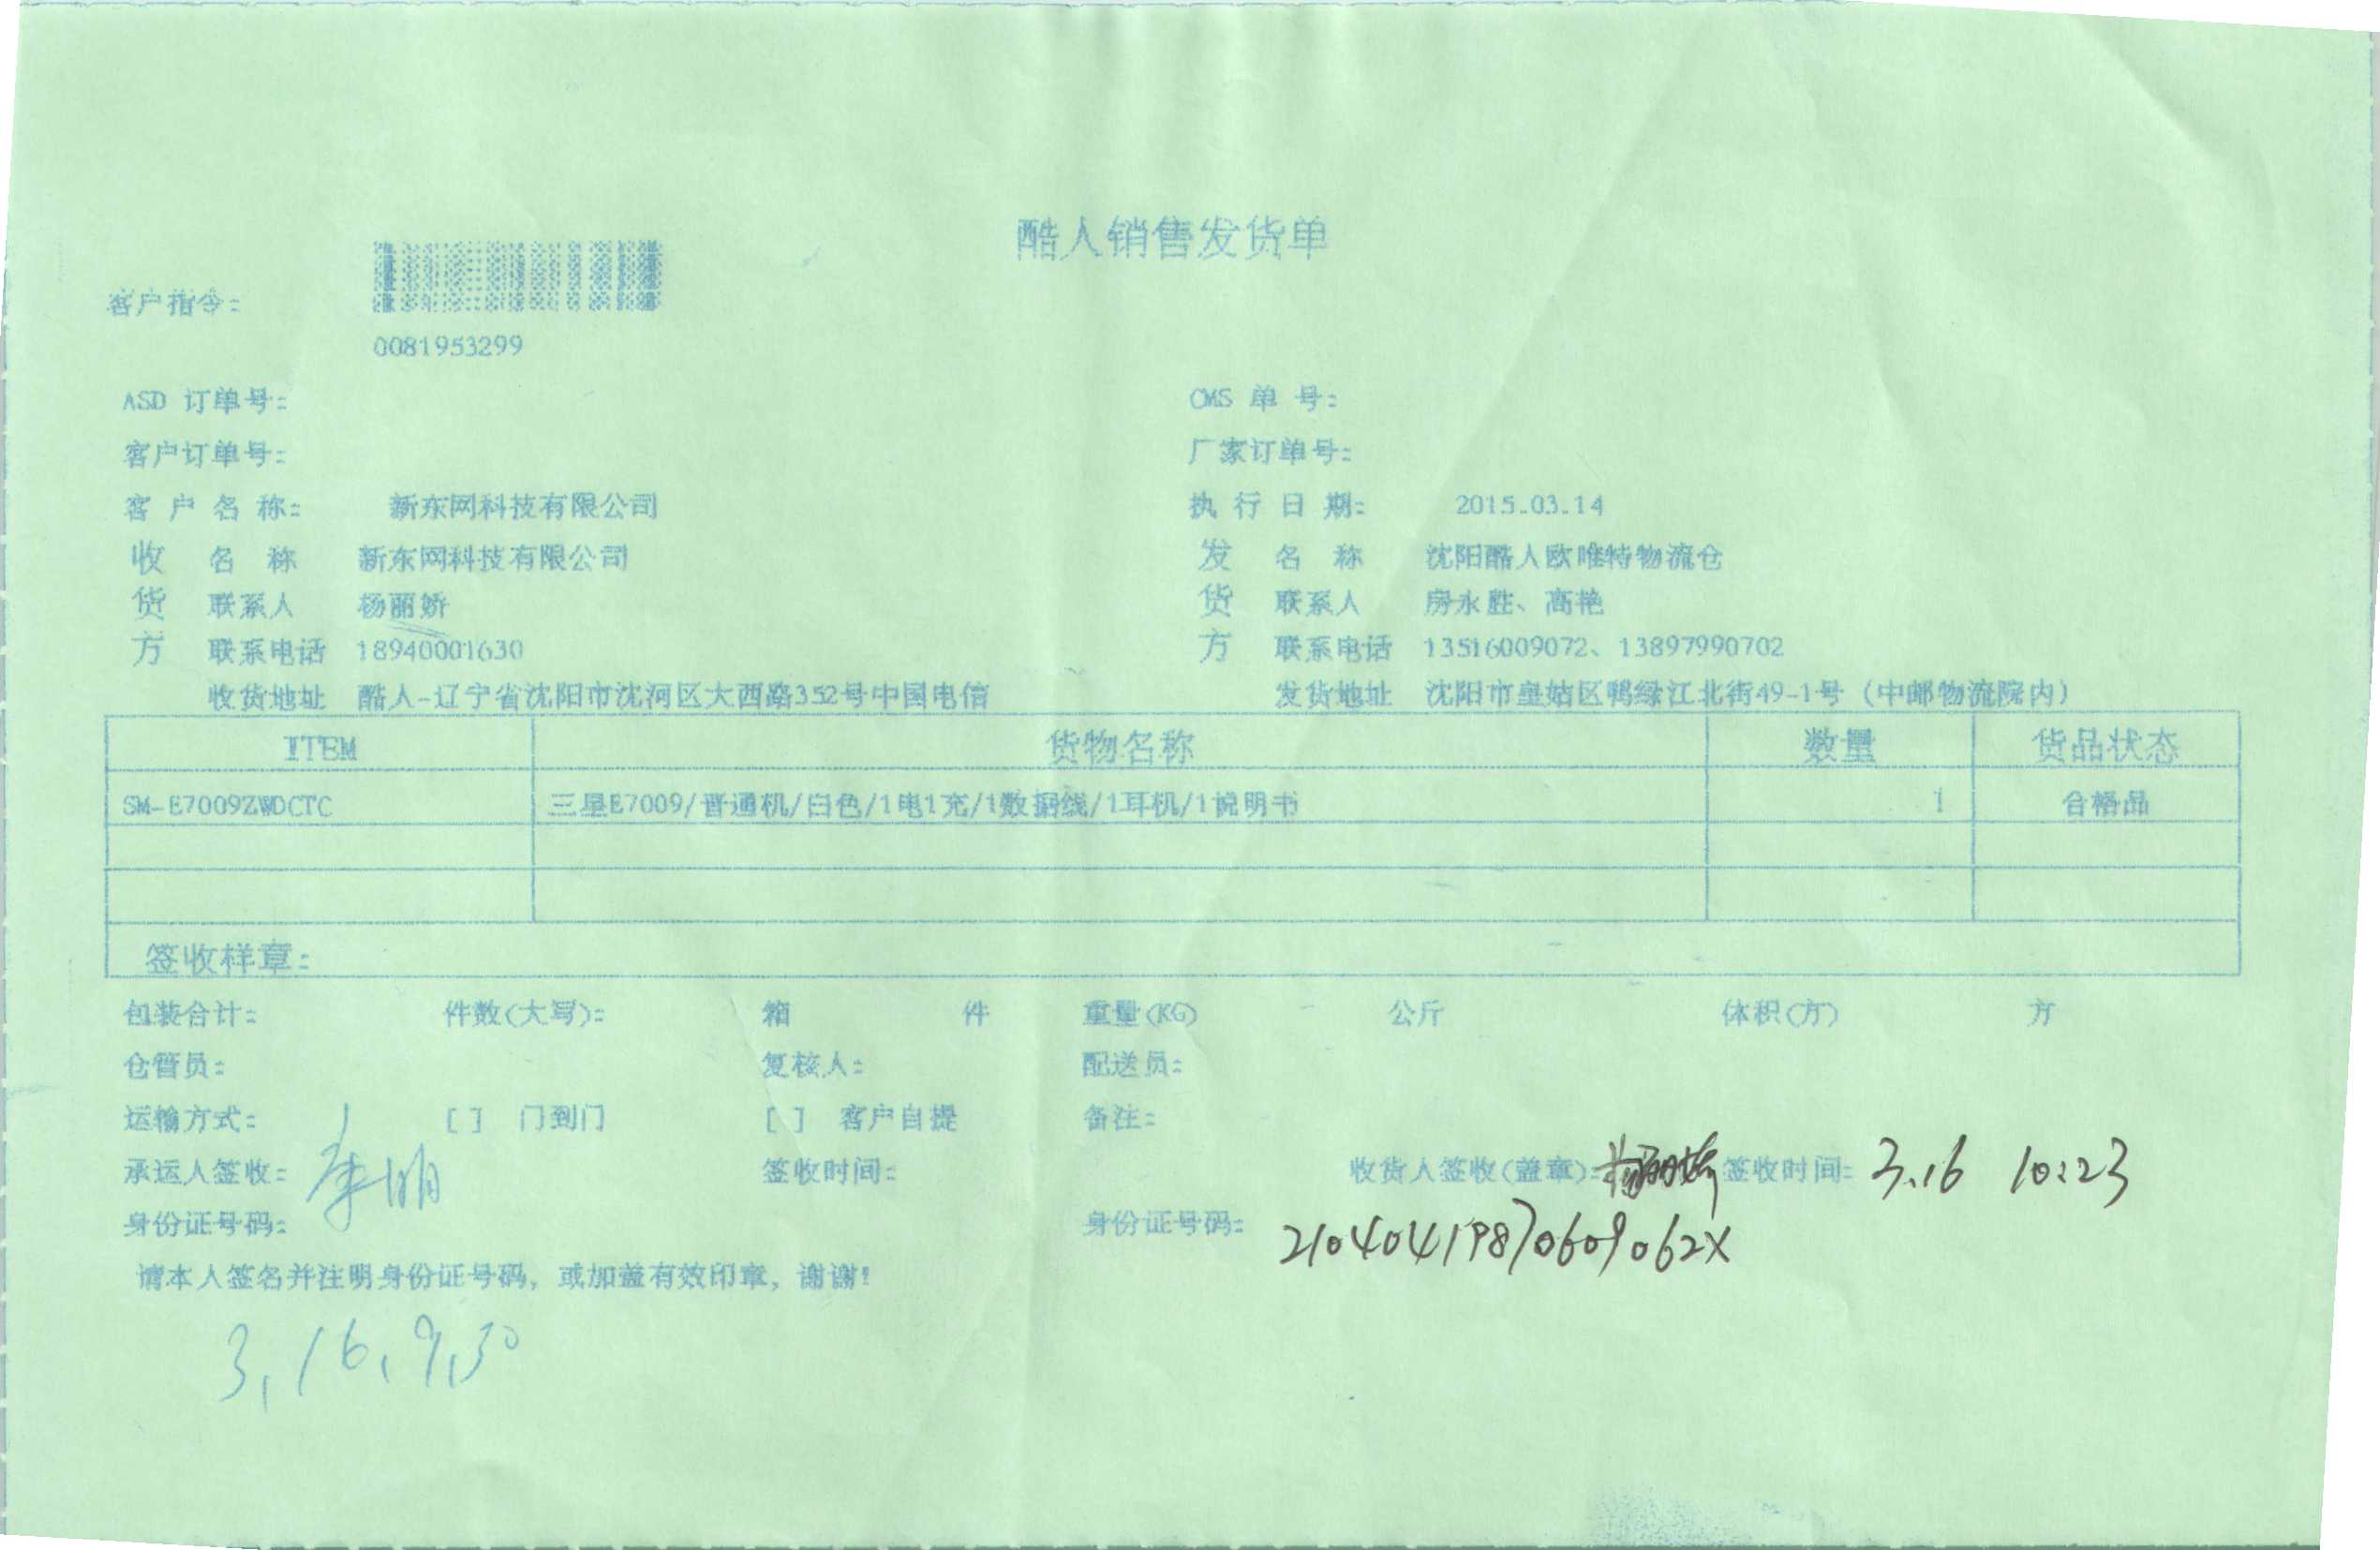 酷人销售发货单
客户指令:
0081953299
ASD 订单号: CMS 单 号:
客户订单号: 厂家订单号:
客 户 名 称: 新东网科技有限公司 执 行 日 期: 2015.03.14
收 名 称 新东网科技有限公司 发 名 称 沈阳酷人欧唯特物流仓
货 联系人 杨丽娇 货 联系人 房永胜、高艳
方 联系电话 18940001630 方 联系电话 13516009072、13897990702
收货地址 酷人-辽宁省沈阳市沈河区大西路352号中国电信 发货地址 沈阳市皇姑区鸭绿江北街49-1号 (中邮物流院内)
ITEM 货物名称 数量 货品状态
SM-E7009ZWDCTC 三星E7009/普通机/白色/1电1充/1数据线/1耳机/1说明书 1 合格品
签收样章:
包装合计: 件数(大写): 箱 件 重量(KG) 公斤 体积(方) 方
仓管员: 复核人: 配送员:
运输方式: [ ] 门到门 [ ] 客户自提 备注:
承运人签收: 李明 签收时间: 收货人签收(盖章): 杨丽娇 签收时间: 3.16 10:23
身份证号码: 身份证号码: 21040419870609062X
请本人签名并注明身份证号码, 或加盖有效印章, 谢谢!
3,16,9,30